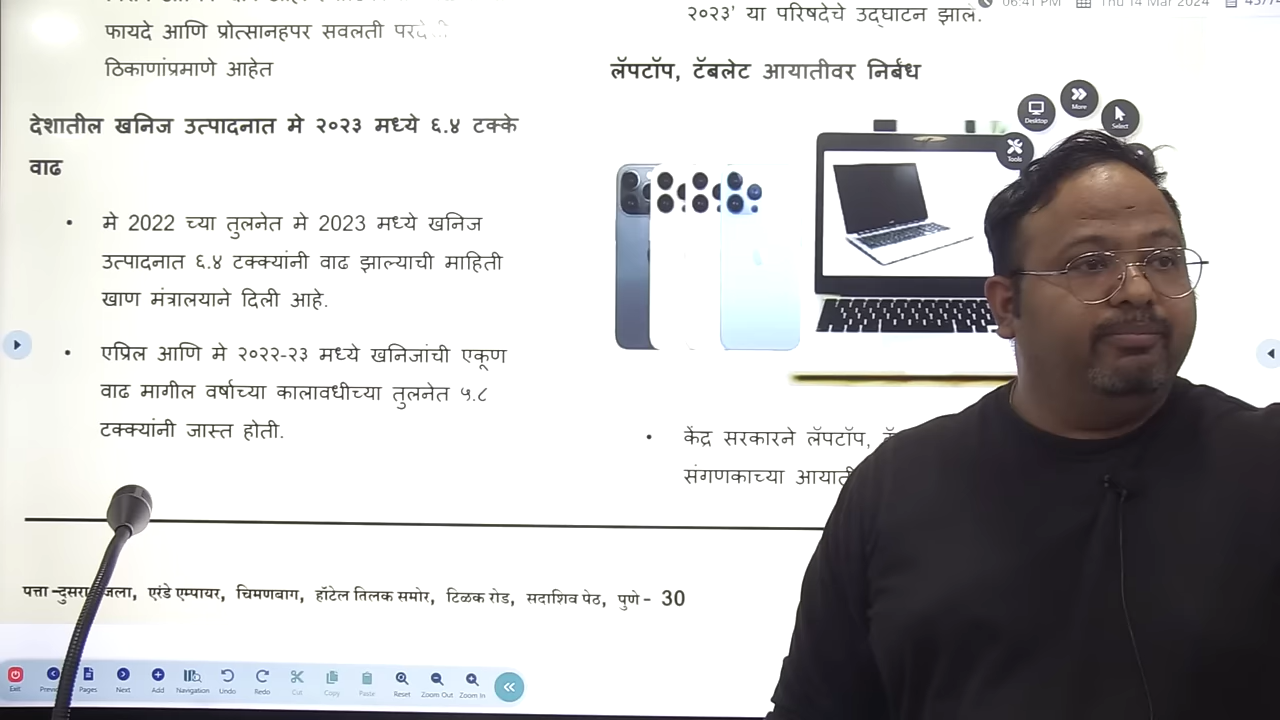 फायदे आणि प्रोत्साहनपर सवलती
ठिकाणांप्रमाणे आहेत
देशातील खनिज उत्पादनात मे २०२३ मध्ये ६.४ टक्के
वाढ
• मे 2022 च्या तुलनेत मे 2023 मध्ये खनिज
उत्पादनात ६.४ टक्क्यांनी वाढ झाल्याची माहिती
खाण मंत्रालयाने दिली आहे.
• एप्रिल आणि मे २०२२-२३ मध्ये खनिजांची एकूण
वाढ मागील वर्षाच्या कालावधीच्या तुलनेत ५.८
टक्क्यांनी जास्त होती.
06:41 PM Thu 14 Mar 2024
२०२३' या परिषदेचे उद्घाटन झाले.
लॅपटॉप, टॅबलेट आयातीवर निर्बंध
Desktop
More
Select
Tools
• केंद्र सरकारने लॅपटॉप,
संगणकाच्या
पत्ता एरंडे एम्पायर, चिमणबाग, हॉटेल तिलक समोर, टिळक रोड, सदाशिव पेठ, पुणे - 30
Exit Pages Next Add Navigation Undo Redo Cut Copy Paste Reset Zoom Out Zoom In